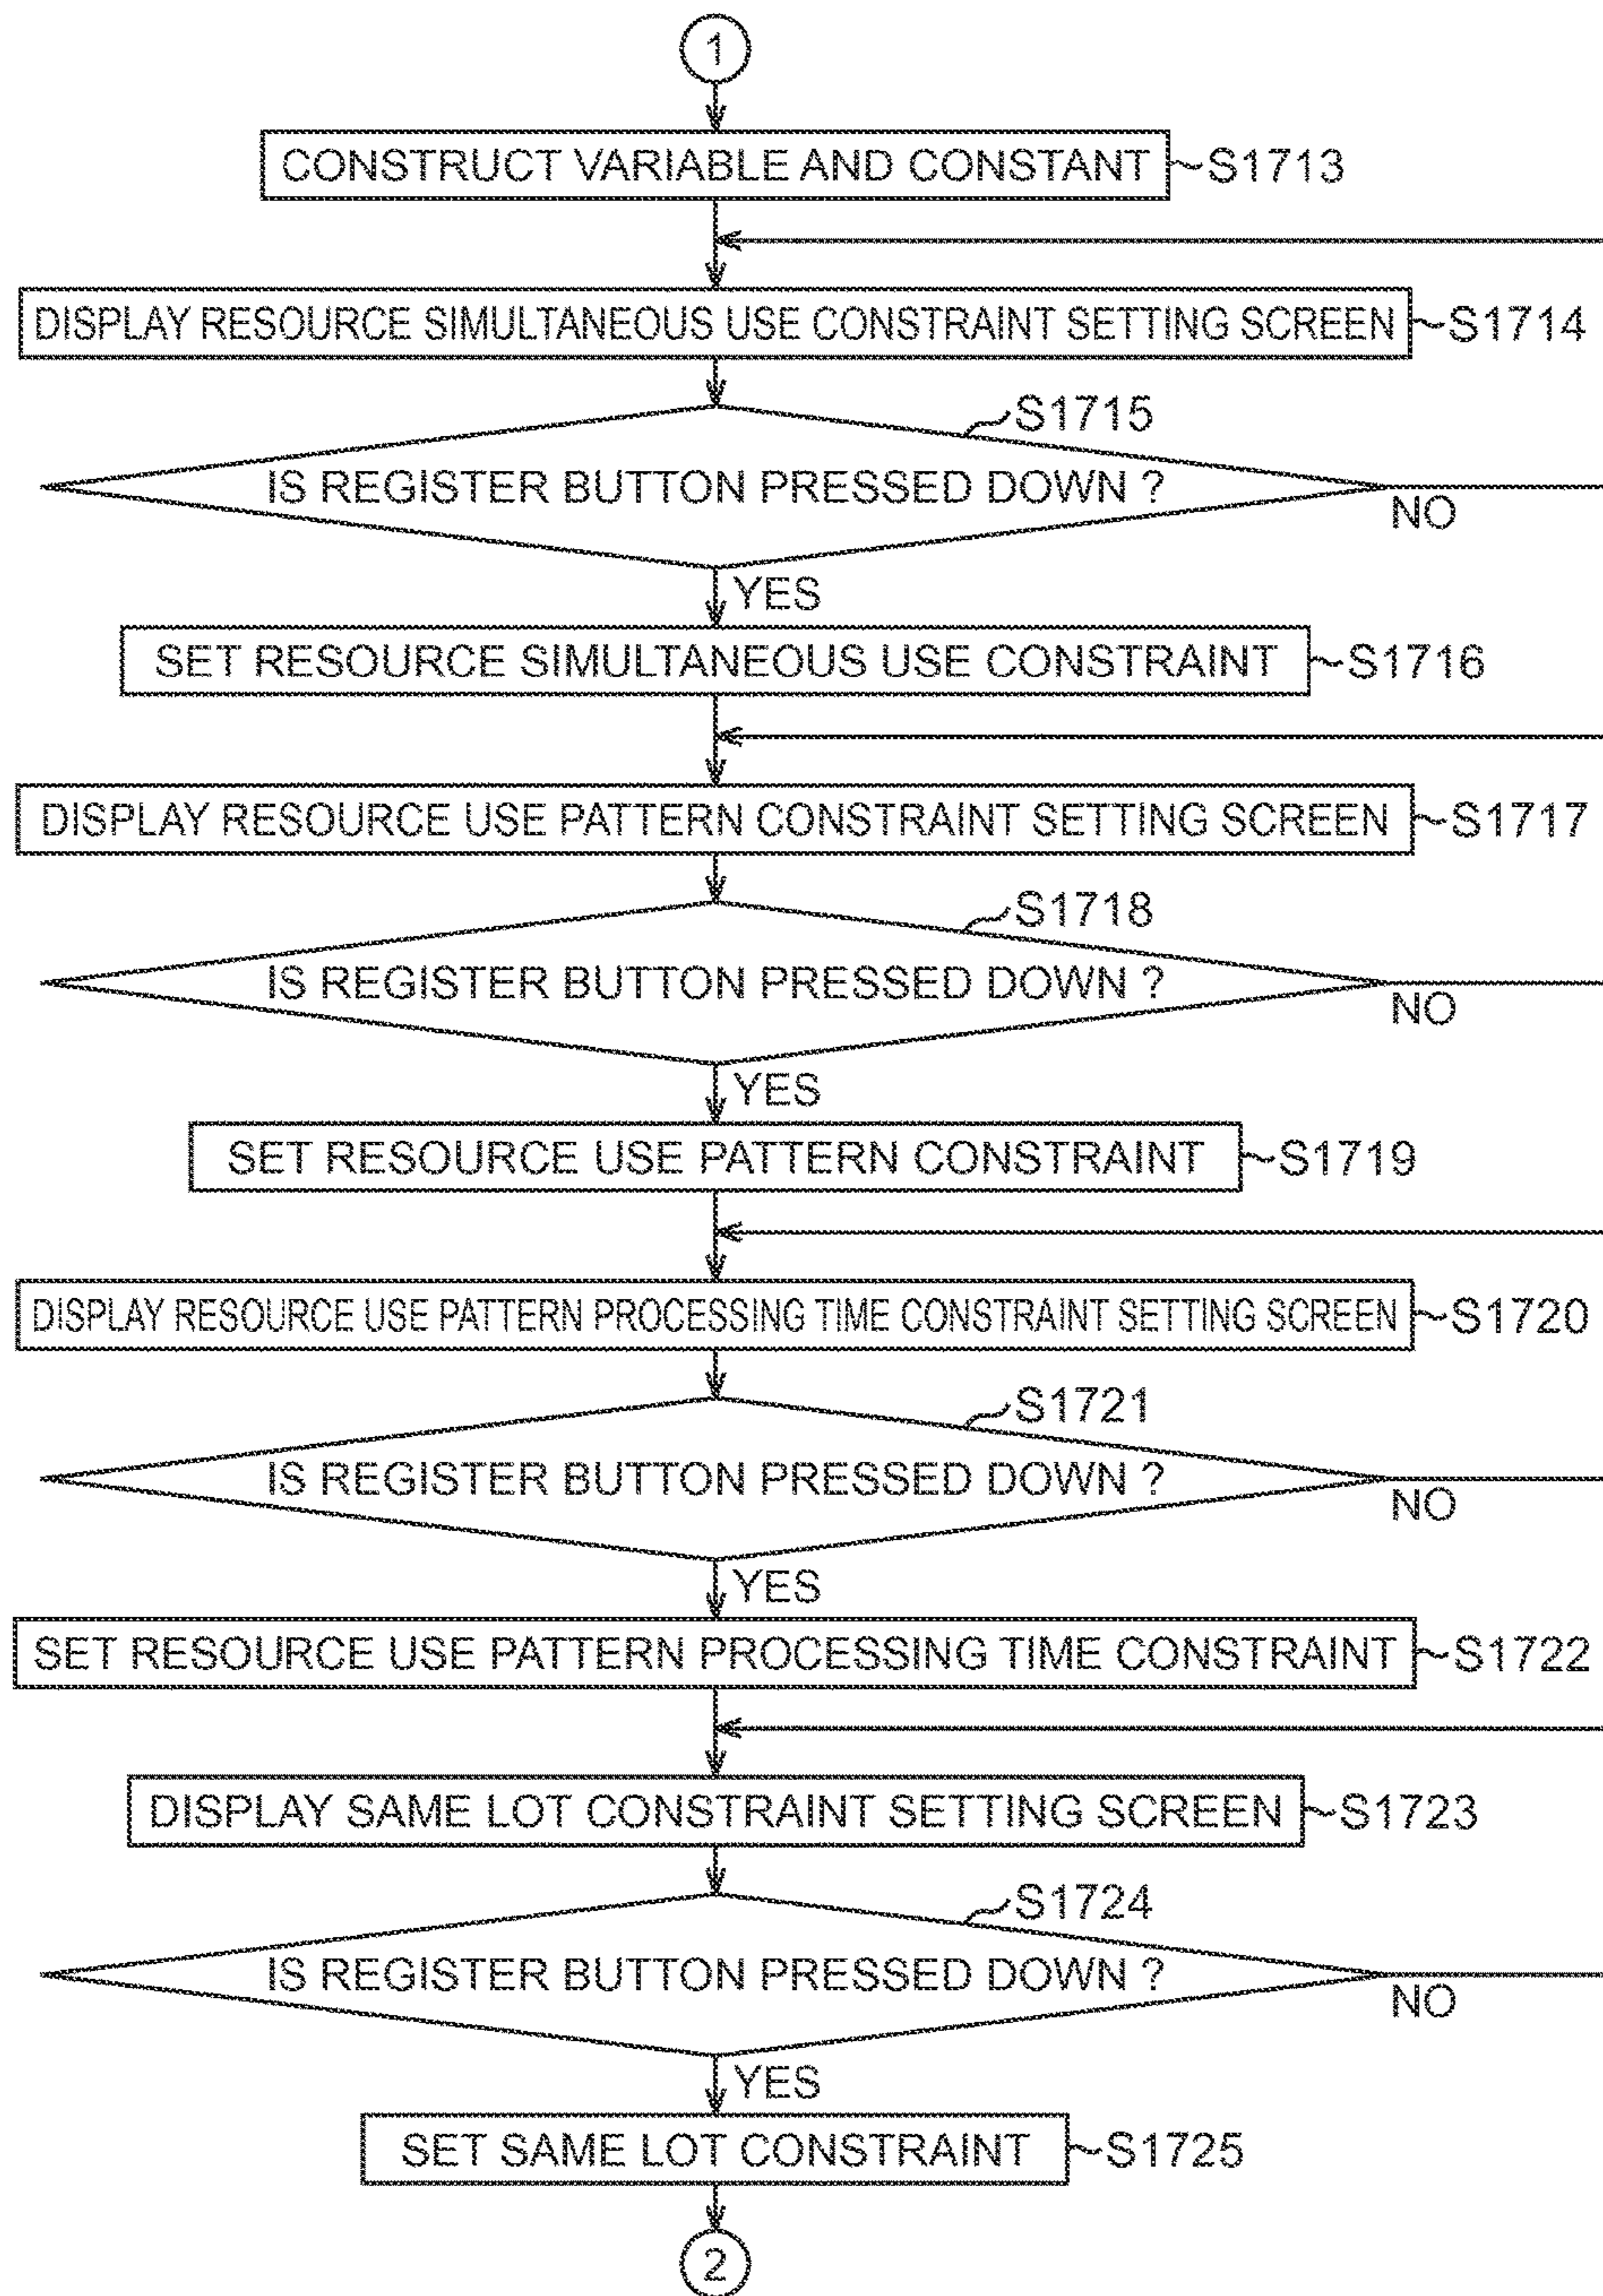 1
CONSTRUCT VARIABLE AND CONSTANT S1713
DISPLAY RESOURCE SIMULTANEOUS USE CONSTRAINT SETTING SCREEN S1714
S1715
IS REGISTER BUTTON PRESSED DOWN ?
NO
YES
SET RESOURCE SIMULTANEOUS USE CONSTRAINT S1716
DISPLAY RESOURCE USE PATTERN CONSTRAINT SETTING SCREEN S1717
S1718
IS REGISTER BUTTON PRESSED DOWN ?
NO
YES
SET RESOURCE USE PATTERN CONSTRAINT S1719
DISPLAY RESOURCE USE PATTERN PROCESSING TIME CONSTRAINT SETTING SCREEN S1720
S1721
IS REGISTER BUTTON PRESSED DOWN ?
NO
YES
SET RESOURCE USE PATTERN PROCESSING TIME CONSTRAINT S1722
DISPLAY SAME LOT CONSTRAINT SETTING SCREEN S1723
S1724
IS REGISTER BUTTON PRESSED DOWN ?
NO
YES
SET SAME LOT CONSTRAINT S1725
2